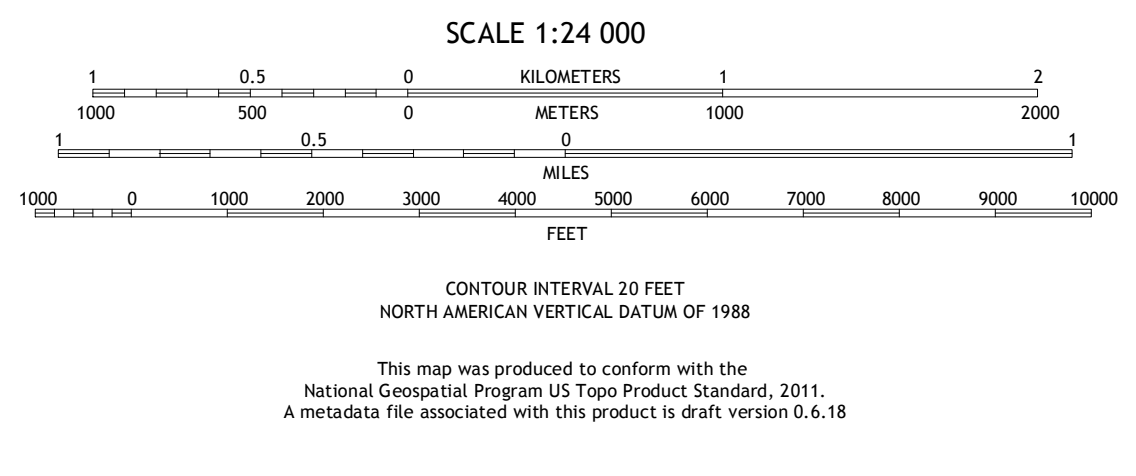 SCALE 1:24 000
1 0.5 0 KILOMETERS 1 2
1000 500 0 METERS 1000 2000
1 0.5 0 1
MILES
1000 0 1000 2000 3000 4000 5000 6000 7000 8000 9000 10000
FEET
CONTOUR INTERVAL 20 FEET
NORTH AMERICAN VERTICAL DATUM OF 1988
This map was produced to conform with the
National Geospatial Program US Topo Product Standard, 2011.
A metadata file associated with this product is draft version 0.6.18